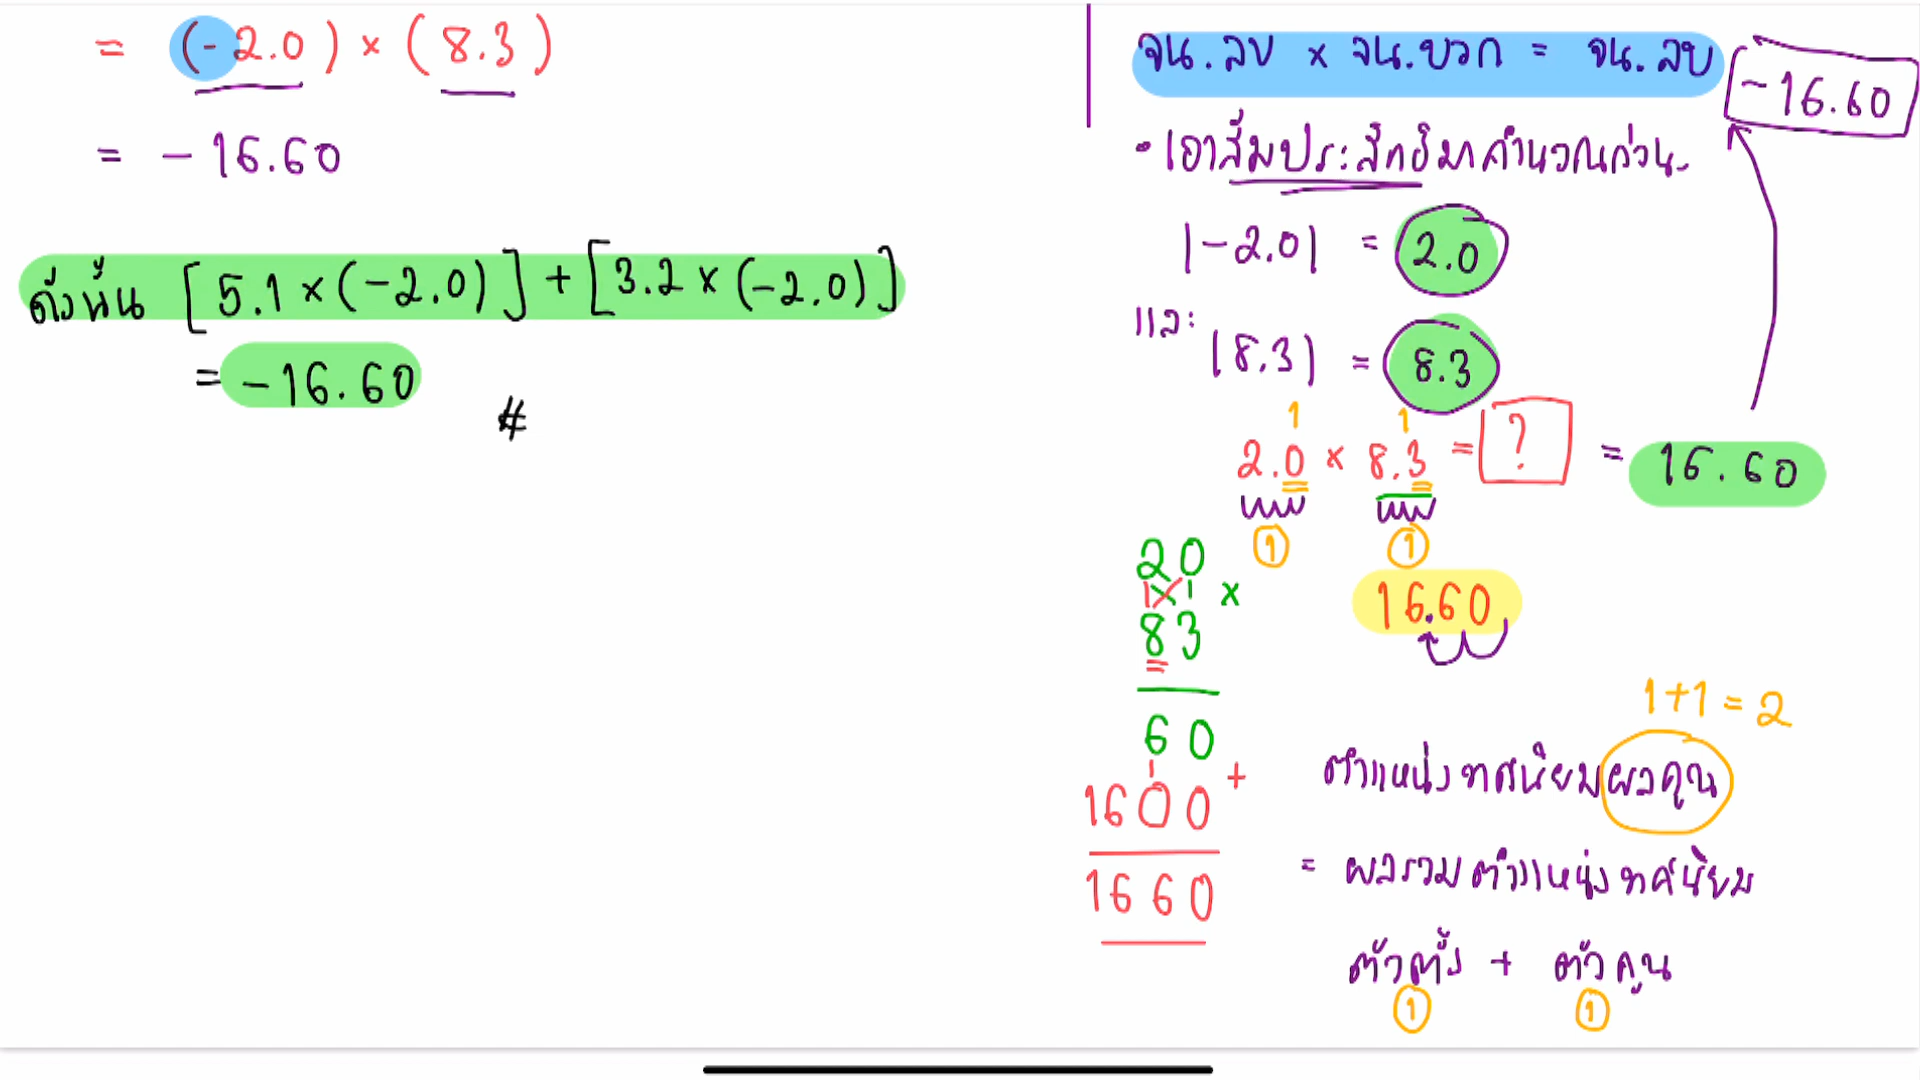 = (-2.0) × (8.3)
= -16.60
ดังนั้น [5.1 × (-2.0)] + [3.2 × (-2.0)]
= -16.60 #
จน.ลบ × จน.บวก = จน.ลบ
-16.60
• เอาสัมประสิทธิ์มาคำนวณก่อน.
|-2.0| = 2.0
และ |8.3| = 8.3
1 1
2.0 × 8.3 = ? = 16.60
1 1
20
×
83
60
+
1600
1660
16.60
1+1 = 2
ตำแหน่งทศนิยมผลคูณ
= ผลรวมตำแหน่งทศนิยม
ตัวตั้ง + ตัวคูณ
1 1